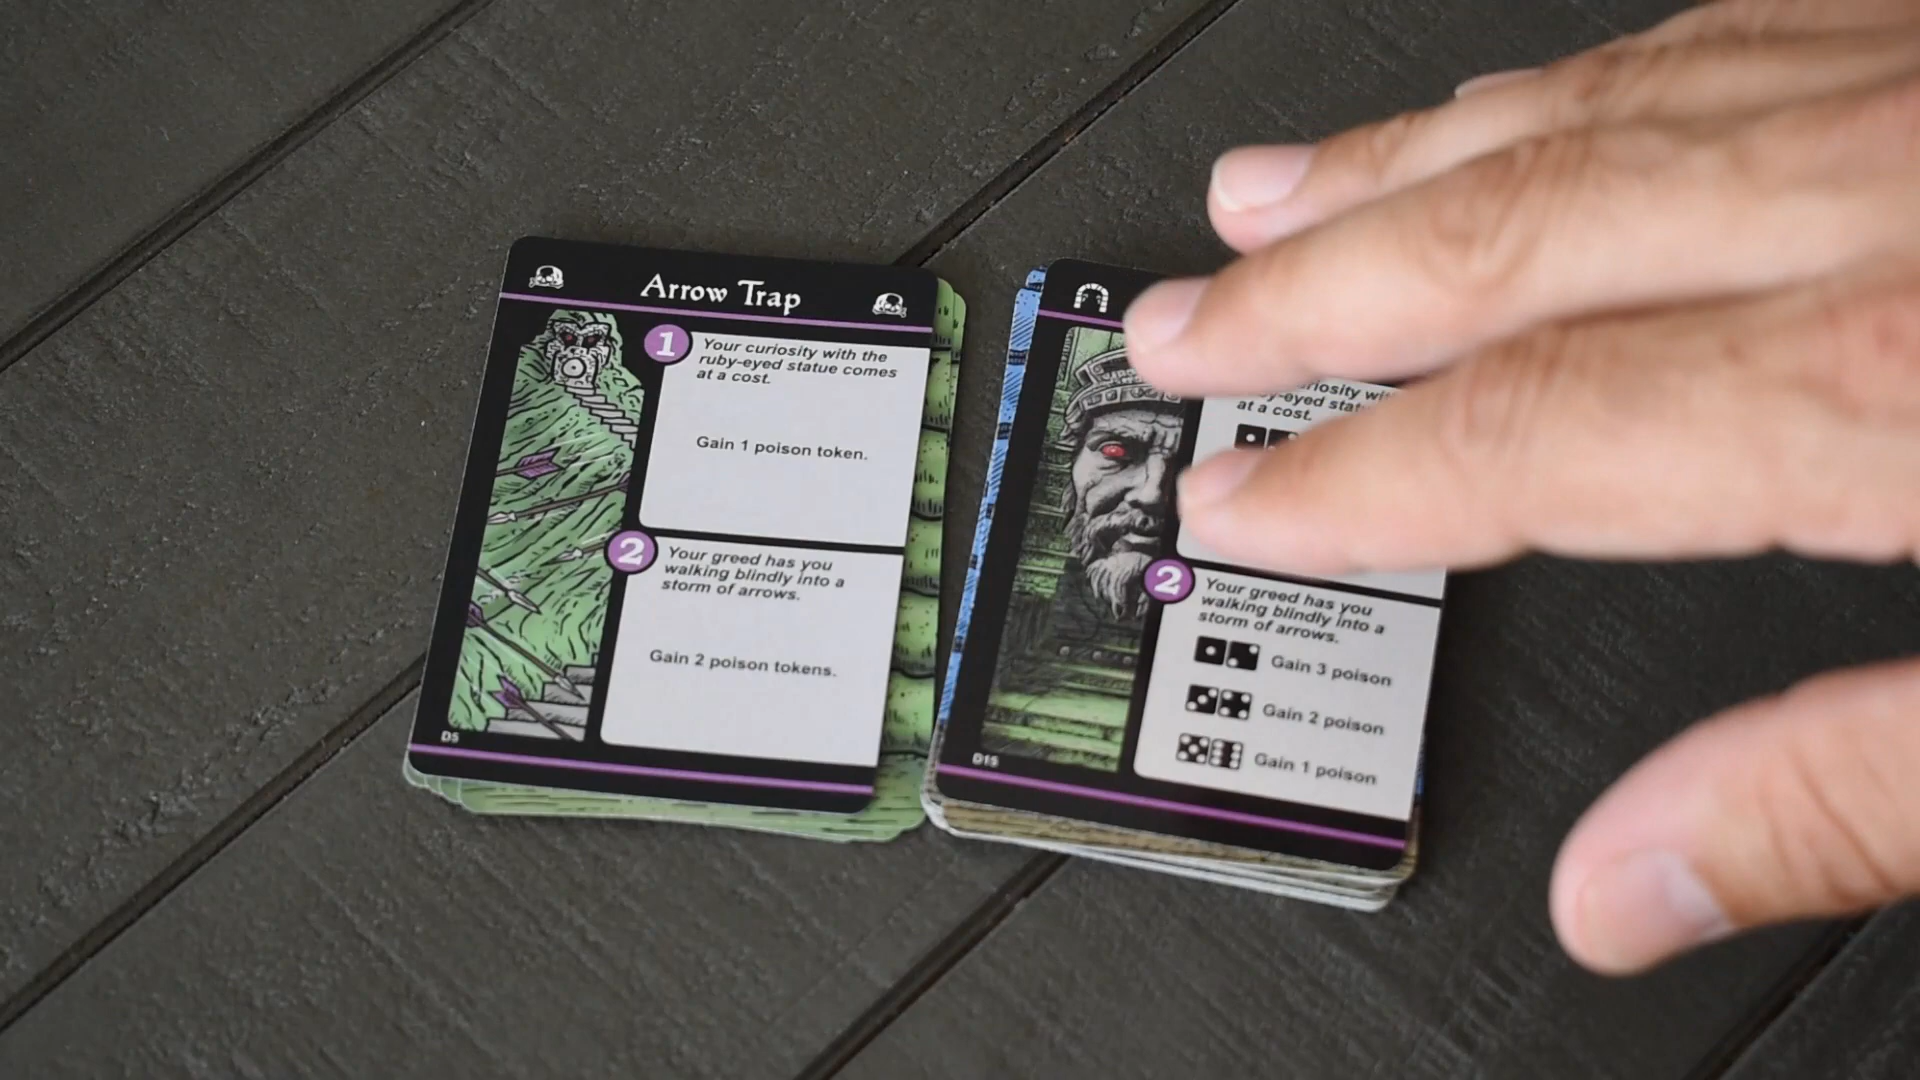 Arrow Trap
1
Your curiosity with the
ruby-eyed statue comes
at a cost.
Gain 1 poison token.
2
Your greed has you
walking blindly into a
storm of arrows.
Gain 2 poison tokens.
D5
at a cost.
2
Your greed has you
walking blindly into a
storm of arrows.
Gain 3 poison
Gain 2 poison
Gain 1 poison
D15